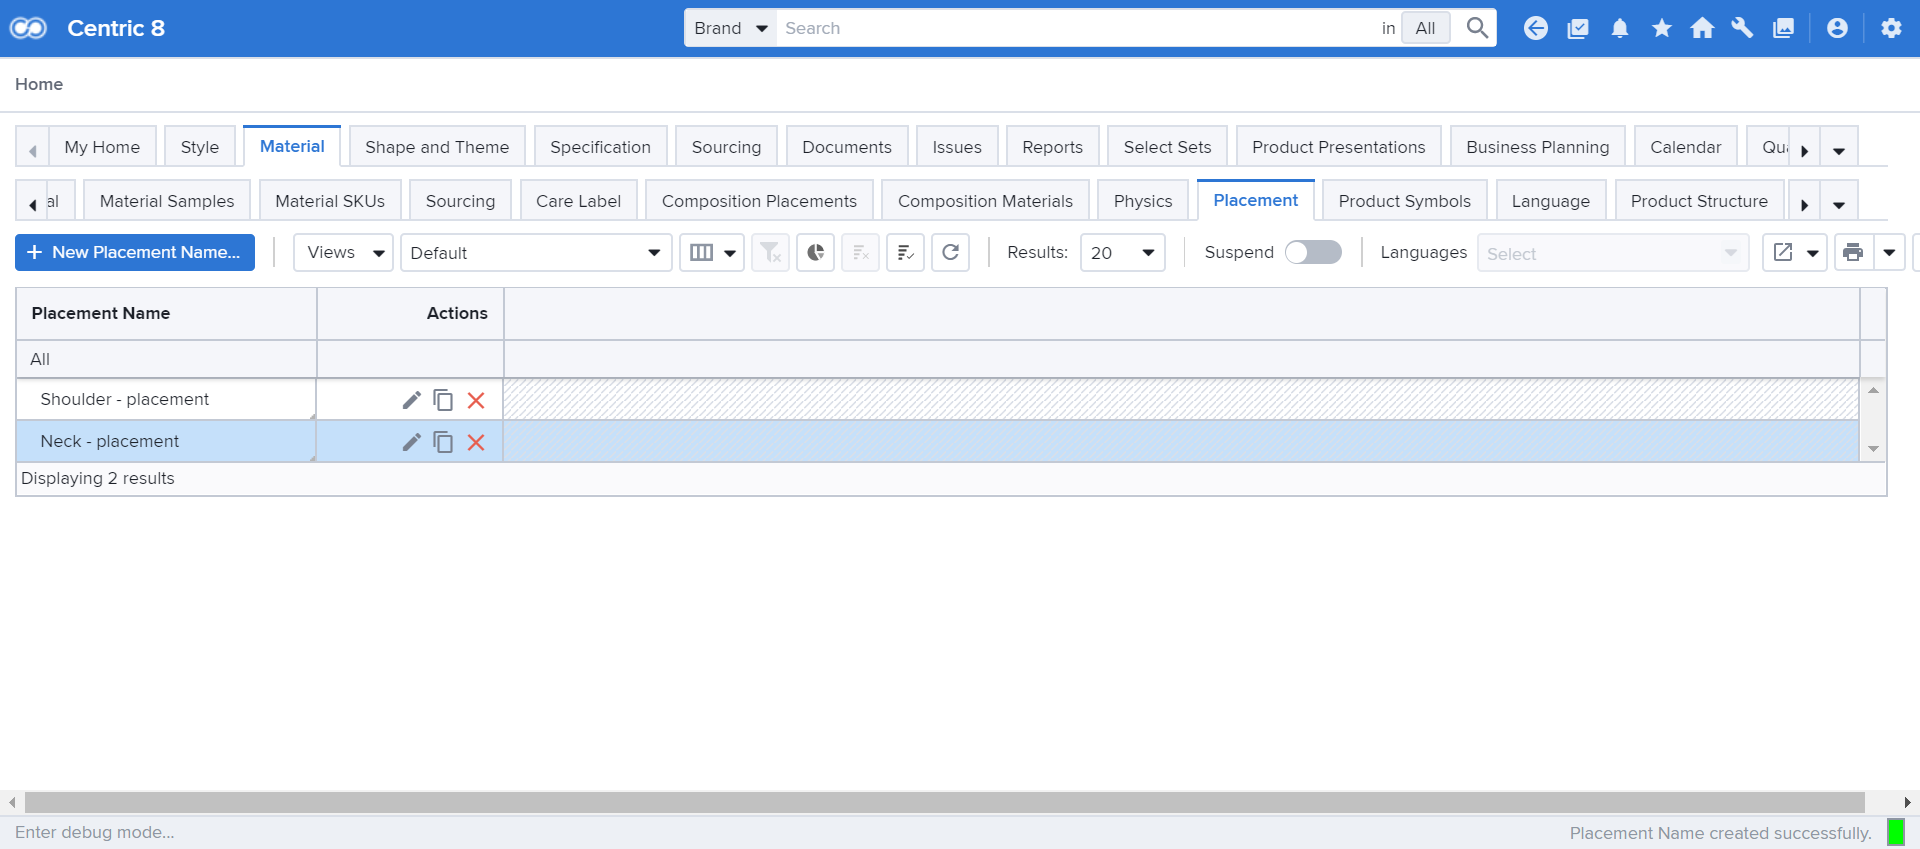 Centric 8
Brand Search in All
Home
My Home Style Material Shape and Theme Specification Sourcing Documents Issues Reports Select Sets Product Presentations Business Planning Calendar Qu
al Material Samples Material SKUs Sourcing Care Label Composition Placements Composition Materials Physics Placement Product Symbols Language Product Structure
+ New Placement Name... Views Default Results: 20 Suspend Languages Select
Placement Name Actions
All
Shoulder - placement
Neck - placement
Displaying 2 results
Enter debug mode... Placement Name created successfully.